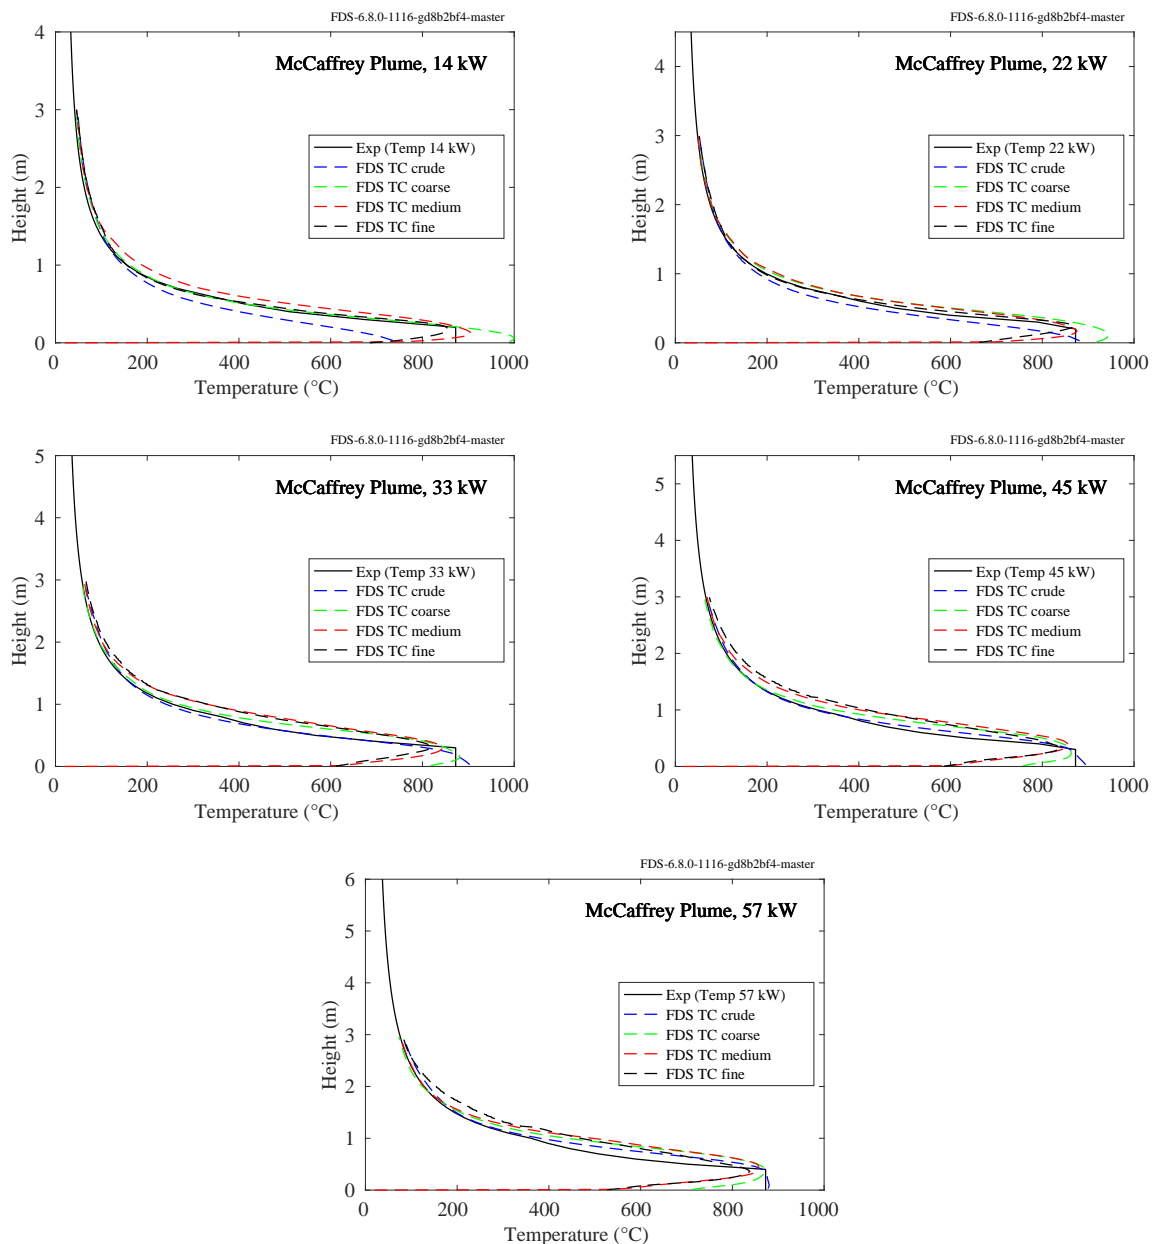 FDS-6.8.0-1116-gd8b2bf4-master
McCaffrey Plume, 14 kW
4
3
2
1
0
Height (m)
Exp (Temp 14 kW)
FDS TC crude
FDS TC coarse
FDS TC medium
FDS TC fine
0 200 400 600 800 1000
Temperature (°C)
FDS-6.8.0-1116-gd8b2bf4-master
McCaffrey Plume, 22 kW
4
3
2
1
0
Height (m)
Exp (Temp 22 kW)
FDS TC crude
FDS TC coarse
FDS TC medium
FDS TC fine
0 200 400 600 800 1000
Temperature (°C)
FDS-6.8.0-1116-gd8b2bf4-master
McCaffrey Plume, 33 kW
5
4
3
2
1
0
Height (m)
Exp (Temp 33 kW)
FDS TC crude
FDS TC coarse
FDS TC medium
FDS TC fine
0 200 400 600 800 1000
Temperature (°C)
FDS-6.8.0-1116-gd8b2bf4-master
McCaffrey Plume, 45 kW
5
4
3
2
1
0
Height (m)
Exp (Temp 45 kW)
FDS TC crude
FDS TC coarse
FDS TC medium
FDS TC fine
0 200 400 600 800 1000
Temperature (°C)
FDS-6.8.0-1116-gd8b2bf4-master
McCaffrey Plume, 57 kW
6
5
4
3
2
1
0
Height (m)
Exp (Temp 57 kW)
FDS TC crude
FDS TC coarse
FDS TC medium
FDS TC fine
0 200 400 600 800 1000
Temperature (°C)